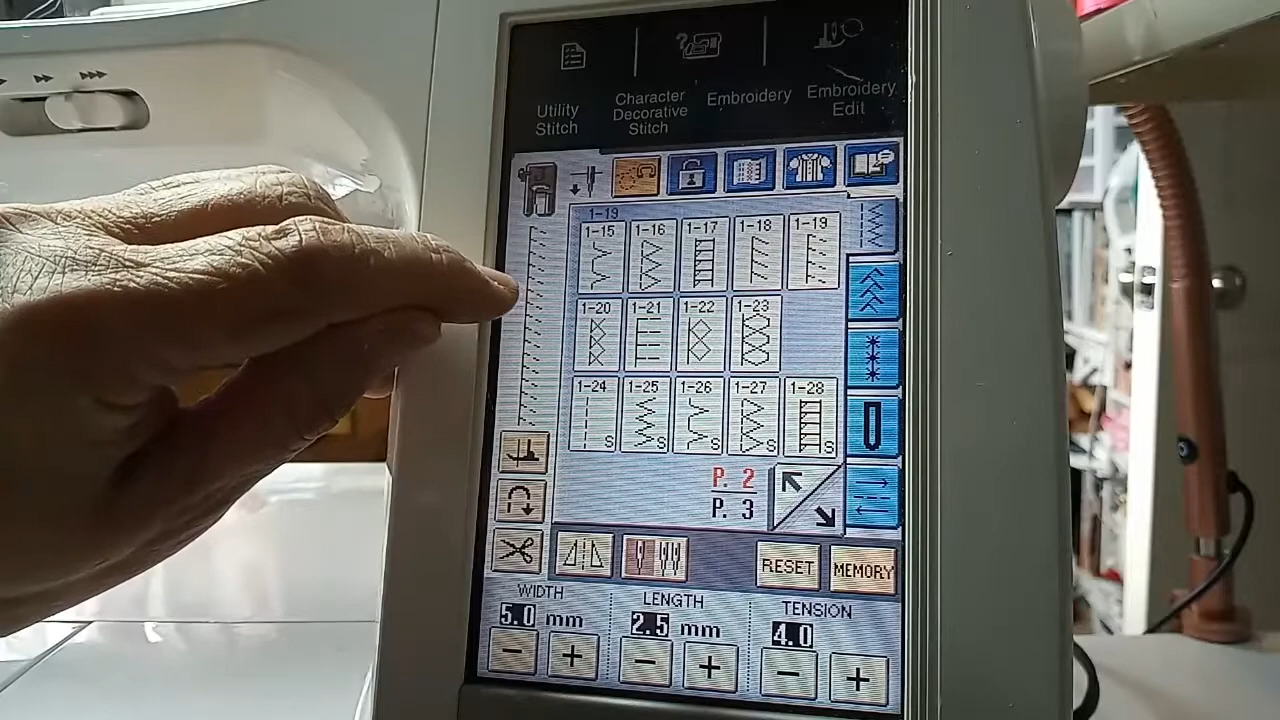 Utility
Stitch
Character
Decorative
Stitch
Embroidery
Embroidery
Edit
1-19
1-15 1-16 1-17 1-18 1-19
1-20 1-21 1-22 1-23
1-24 1-25 1-26 1-27 1-28
S S S S S
P. 2
P. 3
RESET MEMORY
WIDTH LENGTH TENSION
5.0 mm 2.5 mm 4.0
- + - + - +